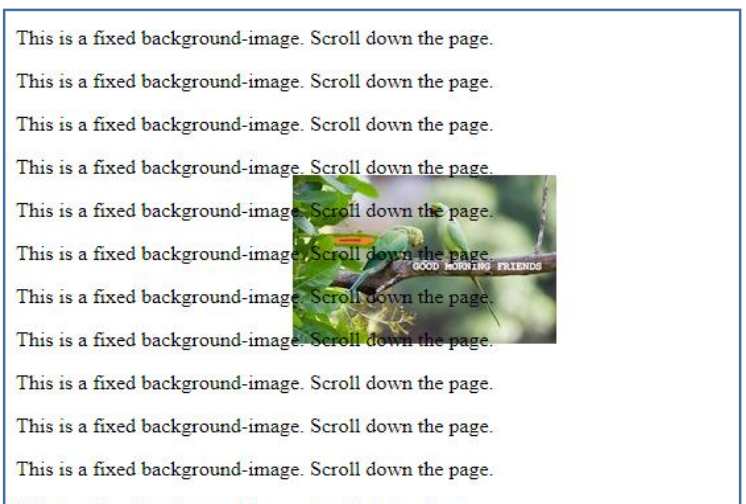 This is a fixed background-image. Scroll down the page.
This is a fixed background-image. Scroll down the page.
This is a fixed background-image. Scroll down the page.
This is a fixed background-image. Scroll down the page.
This is a fixed background-image. Scroll down the page.
This is a fixed background-image. Scroll down the page.
GOOD MORNING FRIENDS
This is a fixed background-image. Scroll down the page.
This is a fixed background-image. Scroll down the page.
This is a fixed background-image. Scroll down the page.
This is a fixed background-image. Scroll down the page.
This is a fixed background-image. Scroll down the page.